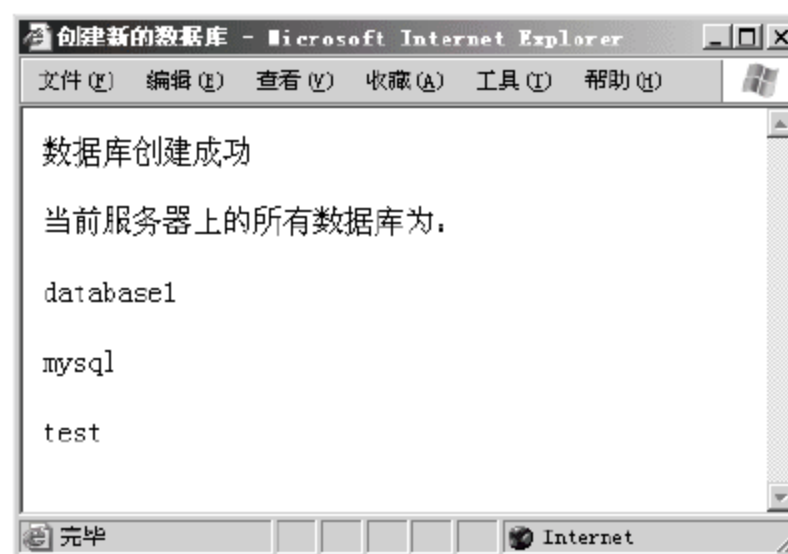 创建新的数据库 - Microsoft Internet Explorer
文件(F) 编辑(E) 查看(V) 收藏(A) 工具(T) 帮助(H)
数据库创建成功
当前服务器上的所有数据库为：
database1
mysql
test
完毕 Internet